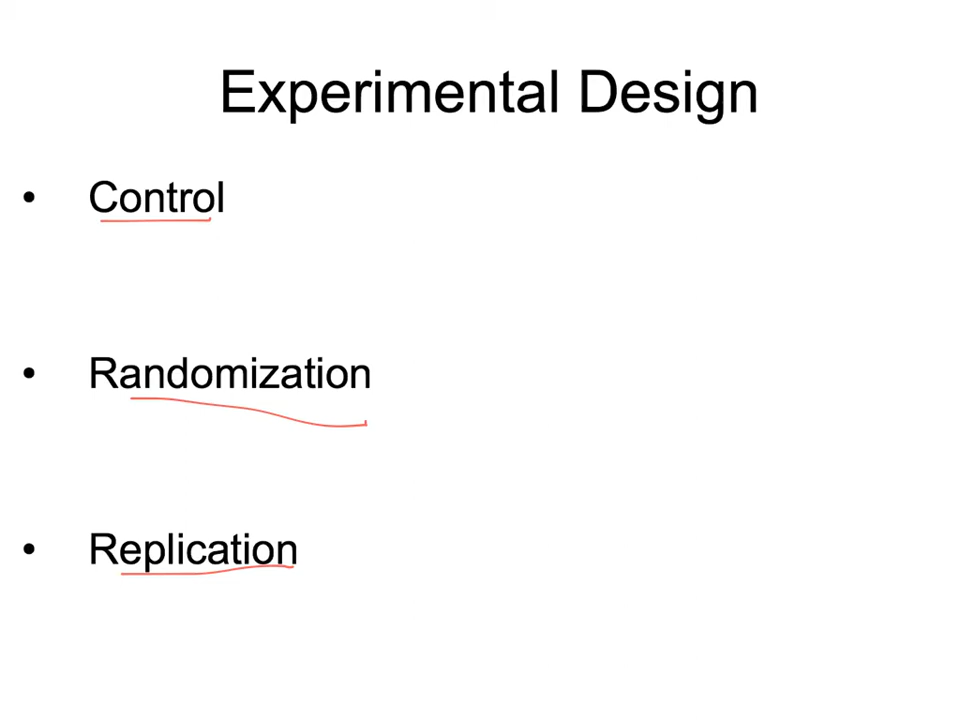 Experimental Design
• Control
• Randomization
• Replication